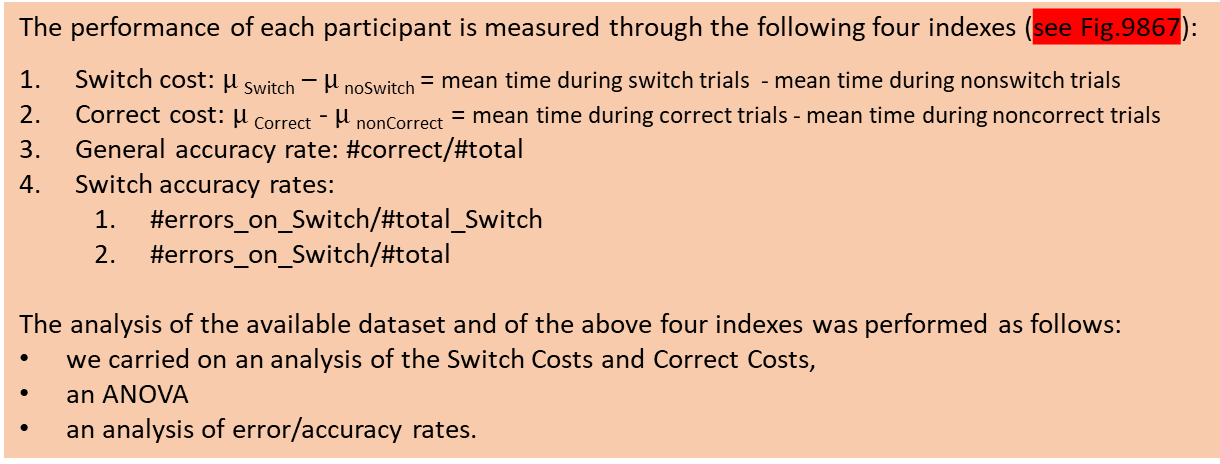 The performance of each participant is measured through the following four indexes (see Fig.9867):
1. Switch cost: μ Switch – μ noSwitch = mean time during switch trials - mean time during nonswitch trials
2. Correct cost: μ Correct - μ nonCorrect = mean time during correct trials - mean time during noncorrect trials
3. General accuracy rate: #correct/#total
4. Switch accuracy rates:
1. #errors_on_Switch/#total_Switch
2. #errors_on_Switch/#total
The analysis of the available dataset and of the above four indexes was performed as follows:
• we carried on an analysis of the Switch Costs and Correct Costs,
• an ANOVA
• an analysis of error/accuracy rates.